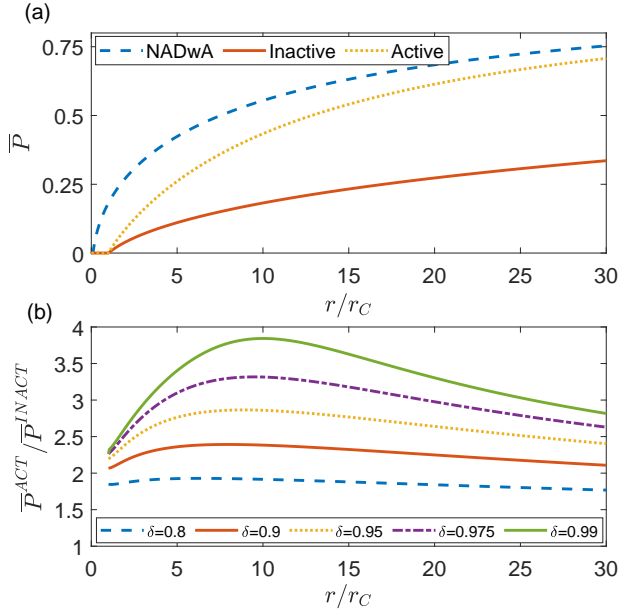 (a)
0.75
0.5
0.25
0
P̅
NADwA Inactive Active
0 5 10 15 20 25 30
r/r_C
(b)
4
3.5
3
2.5
2
1.5
1
P̅^{ACT}/P̅^{INACT}
δ=0.8 δ=0.9 δ=0.95 δ=0.975 δ=0.99
0 5 10 15 20 25 30
r/r_C